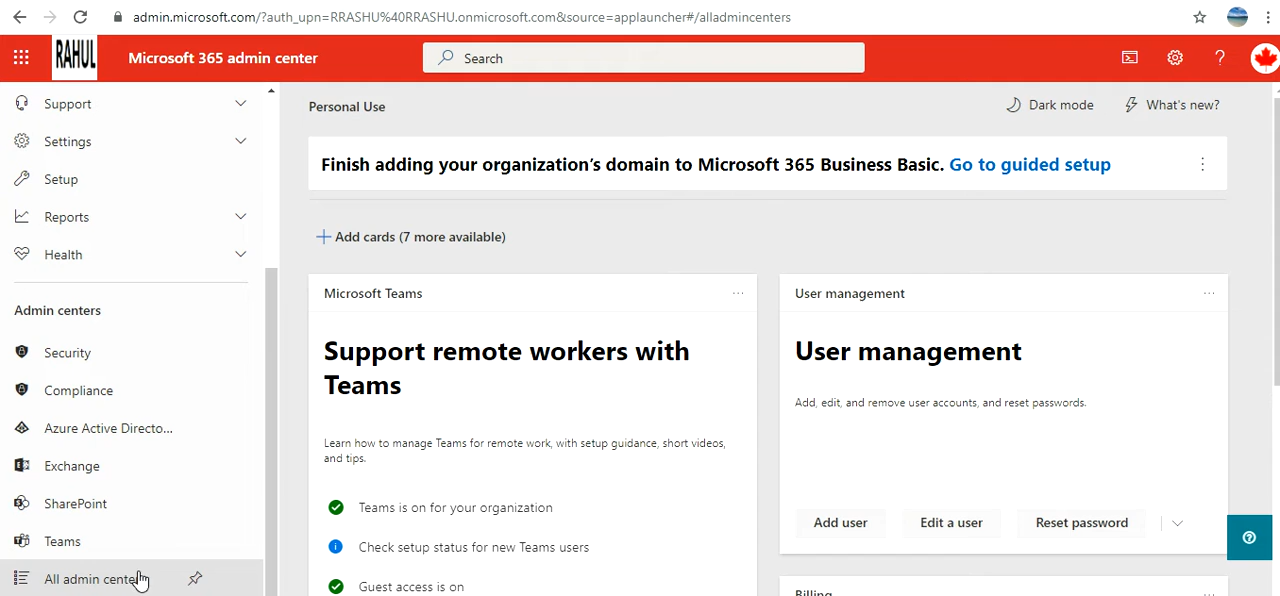 admin.microsoft.com/?auth_upn=RRASHU%40RRASHU.onmicrosoft.com&source=applauncher#/alladmincenters
RAHUL
Microsoft 365 admin center
Search
Support
Settings
Setup
Reports
Health
Admin centers
Security
Compliance
Azure Active Directo...
Exchange
SharePoint
Teams
All admin cente
Personal Use
Dark mode
What's new?
Finish adding your organization's domain to Microsoft 365 Business Basic. Go to guided setup
Add cards (7 more available)
Microsoft Teams
Support remote workers with
Teams
Learn how to manage Teams for remote work, with setup guidance, short videos,
and tips.
Teams is on for your organization
Check setup status for new Teams users
Guest access is on
User management
User management
Add, edit, and remove user accounts, and reset passwords.
Add user
Edit a user
Reset password
Billing